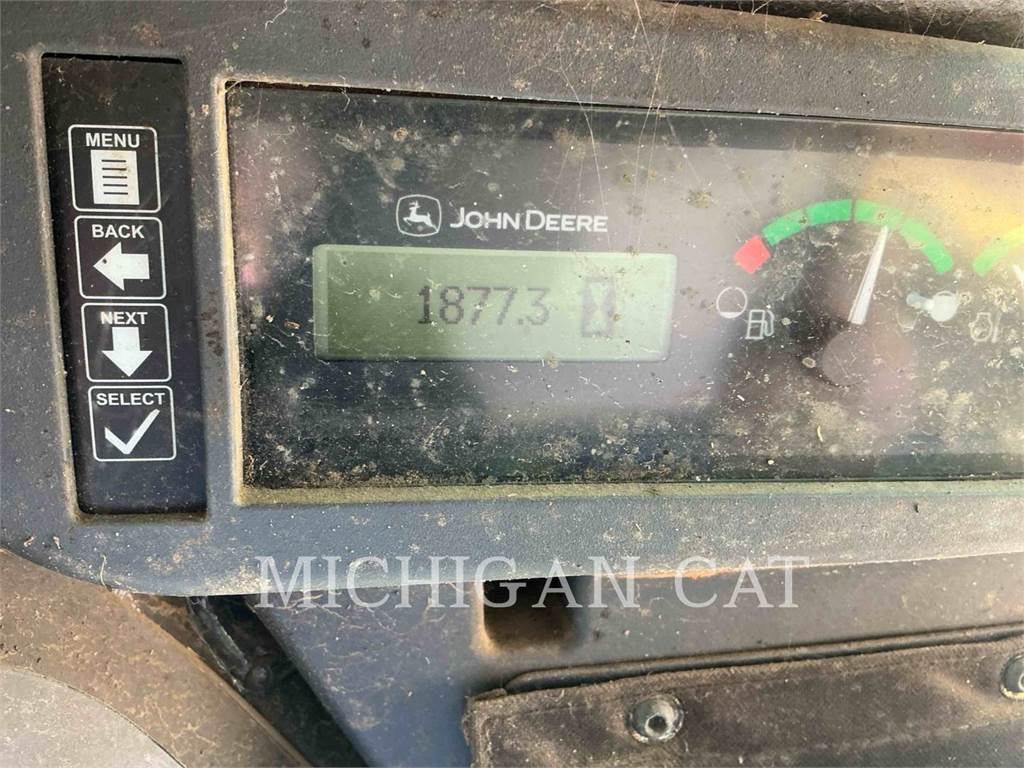 MENU
BACK
NEXT
SELECT
JOHN DEERE
1877.3
MICHIGAN CAT